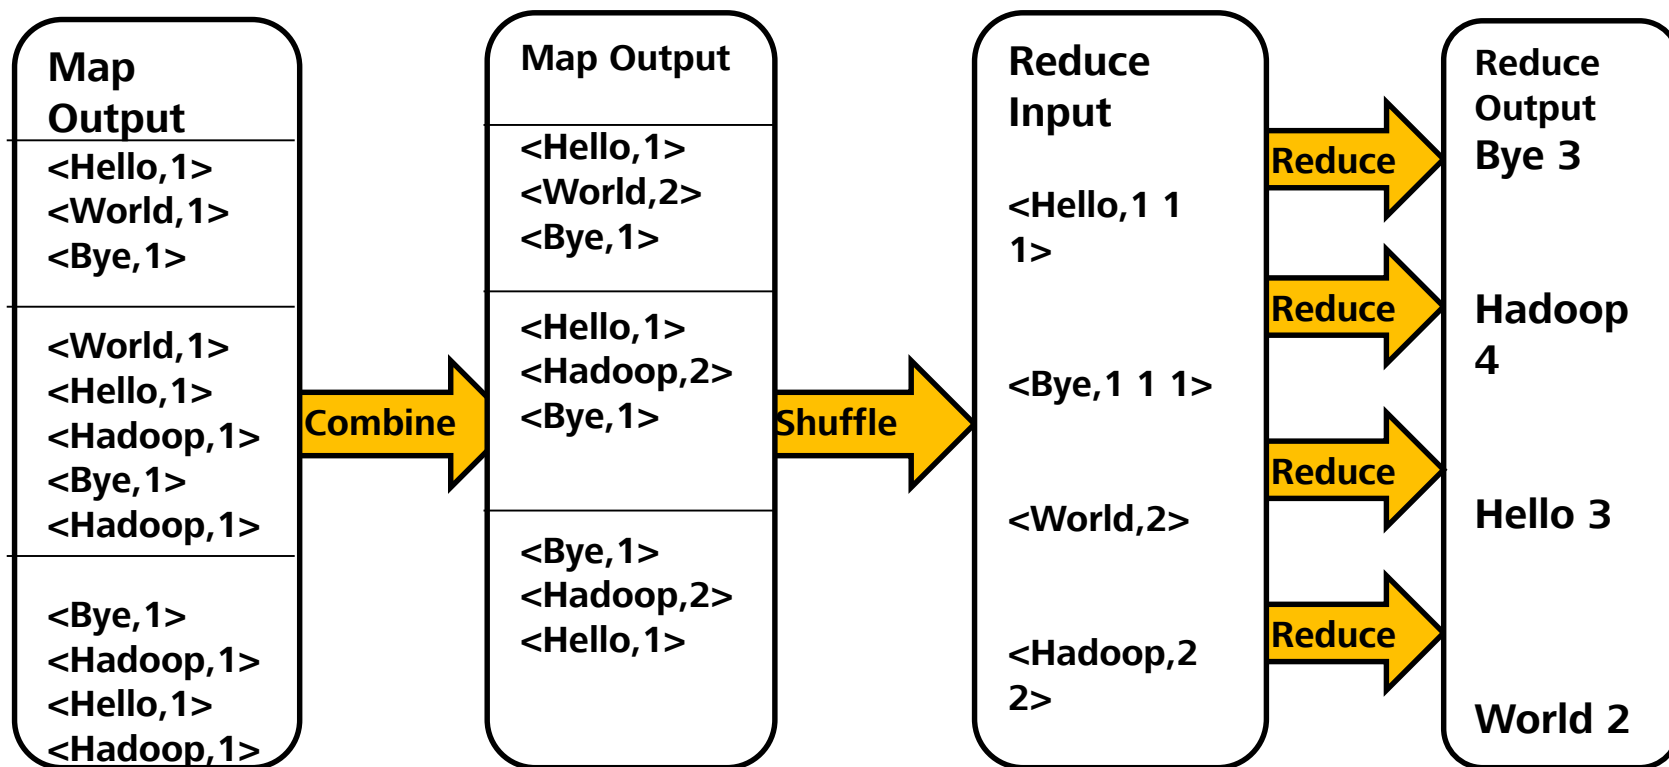 Map
Output
<Hello,1>
<World,1>
<Bye,1>
<World,1>
<Hello,1>
<Hadoop,1>
<Bye,1>
<Hadoop,1>
<Bye,1>
<Hadoop,1>
<Hello,1>
<Hadoop,1>
Combine
Map Output
<Hello,1>
<World,2>
<Bye,1>
<Hello,1>
<Hadoop,2>
<Bye,1>
<Bye,1>
<Hadoop,2>
<Hello,1>
Shuffle
Reduce
Input
<Hello,1 1
1>
<Bye,1 1 1>
<World,2>
<Hadoop,2
2>
Reduce
Reduce
Reduce
Reduce
Reduce
Output
Bye 3
Hadoop
4
Hello 3
World 2